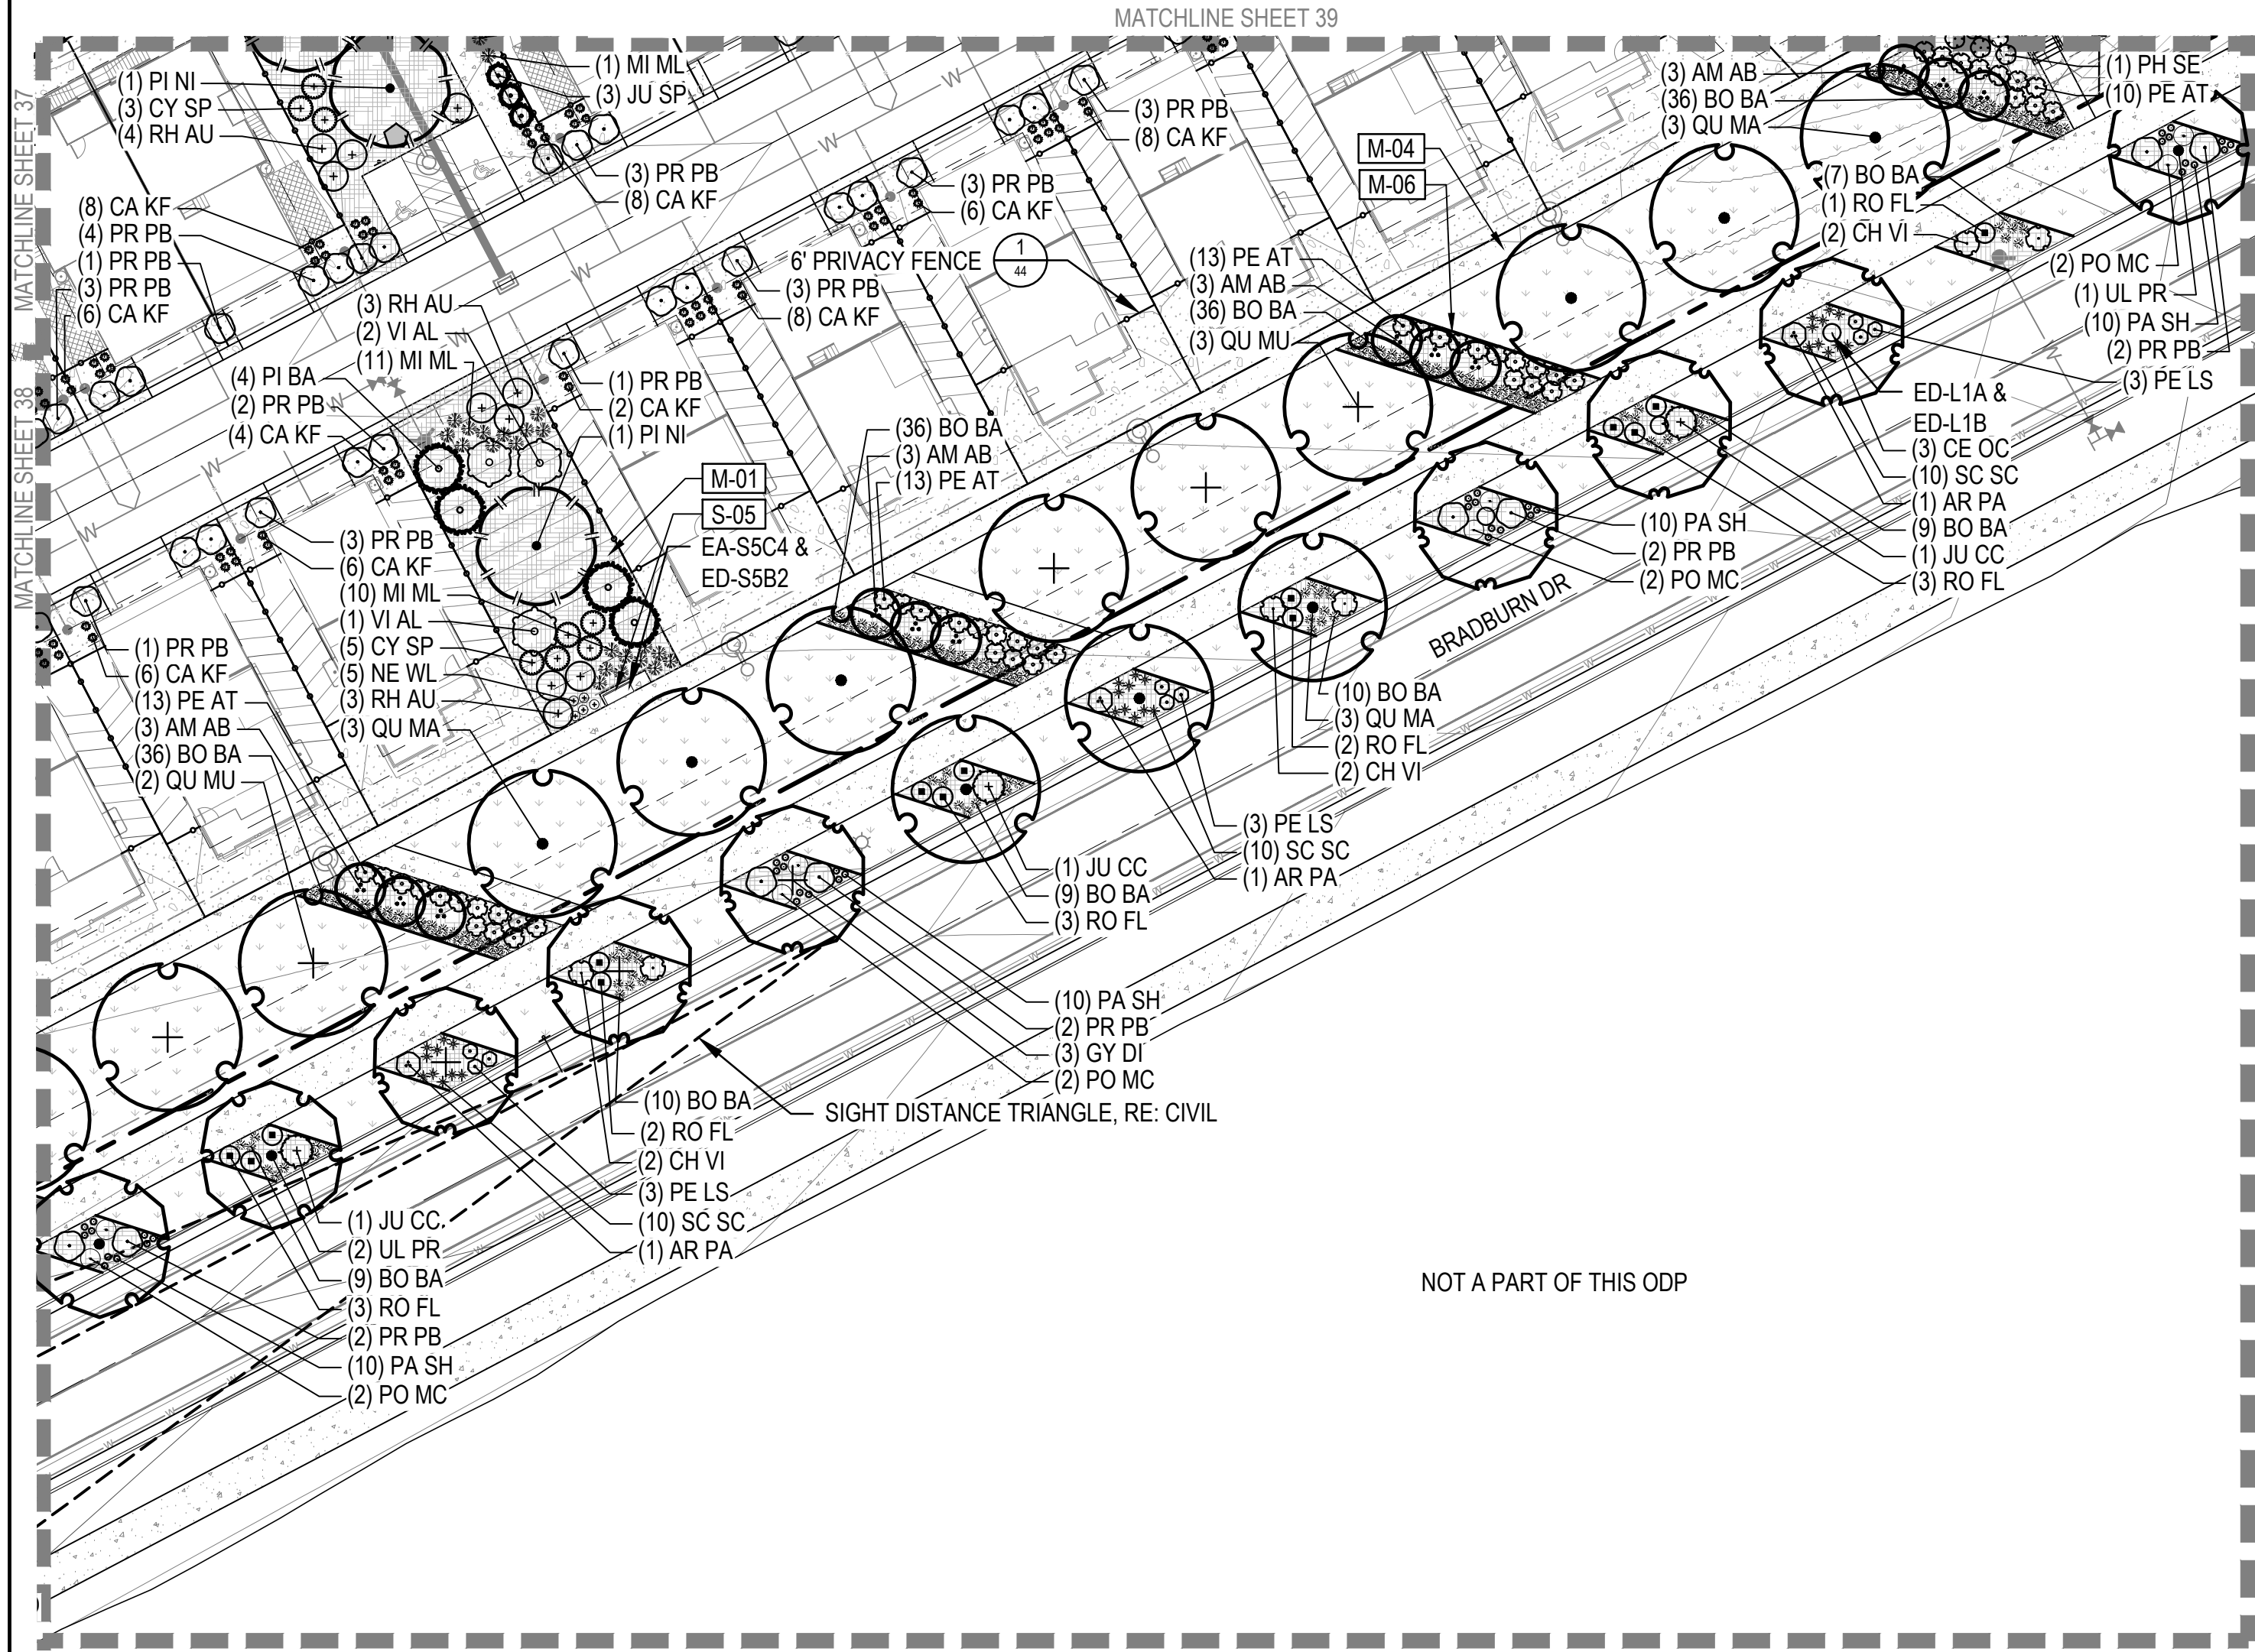 MATCHLINE SHEET 39
MATCHLINE SHEET 37
MATCHLINE SHEET 38
(1) PI NI
(3) CY SP
(4) RH AU
(1) MI ML
(3) JU SP
(3) PR PB
(8) CA KF
(3) PR PB
(8) CA KF
(3) PR PB
(6) CA KF
(8) CA KF
(4) PR PB
(1) PR PB
(3) PR PB
(6) CA KF
(3) RH AU
(2) VI AL
(11) MI ML
(4) PI BA
(2) PR PB
(4) CA KF
6' PRIVACY FENCE
1
44
(3) PR PB
(8) CA KF
(1) PR PB
(2) CA KF
(1) PI NI
M-01
S-05
EA-S5C4 &
ED-S5B2
(3) PR PB
(6) CA KF
(10) MI ML
(1) VI AL
(5) CY SP
(5) NE WL
(3) RH AU
(3) QU MA
(1) PR PB
(6) CA KF
(13) PE AT
(3) AM AB
(36) BO BA
(2) QU MU
(36) BO BA
(3) AM AB
(13) PE AT
M-04
M-06
(13) PE AT
(3) AM AB
(36) BO BA
(3) QU MU
(3) AM AB
(36) BO BA
(3) QU MA
(1) PH SE
(10) PE AT
(7) BO BA
(1) RO FL
(2) CH VI
(2) PO MC
(1) UL PR
(10) PA SH
(2) PR PB
(3) PE LS
ED-L1A &
ED-L1B
(3) CE OC
(10) SC SC
(1) AR PA
(9) BO BA
(1) JU CC
(3) RO FL
(10) PA SH
(2) PR PB
(2) PO MC
BRADBURN DR
(10) BO BA
(3) QU MA
(2) RO FL
(2) CH VI
(3) PE LS
(10) SC SC
(1) AR PA
(1) JU CC
(9) BO BA
(3) RO FL
(10) PA SH
(2) PR PB
(3) GY DI
(2) PO MC
SIGHT DISTANCE TRIANGLE, RE: CIVIL
(10) BO BA
(2) RO FL
(2) CH VI
(3) PE LS
(10) SC SC
(1) AR PA
(1) JU CC
(2) UL PR
(9) BO BA
(3) RO FL
(2) PR PB
(10) PA SH
(2) PO MC
NOT A PART OF THIS ODP